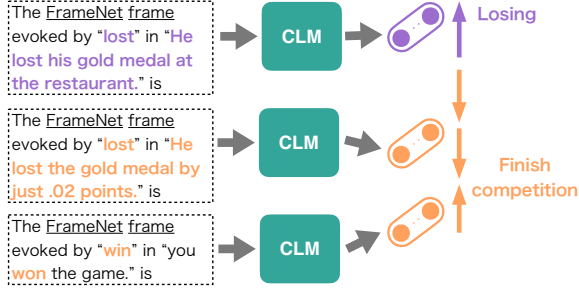 The FrameNet frame
evoked by “lost” in “He
lost his gold medal at
the restaurant.” is
CLM
Losing
The FrameNet frame
evoked by “lost” in “He
lost the gold medal by
just .02 points.” is
CLM
Finish
competition
The FrameNet frame
evoked by “win” in “you
won the game.” is
CLM